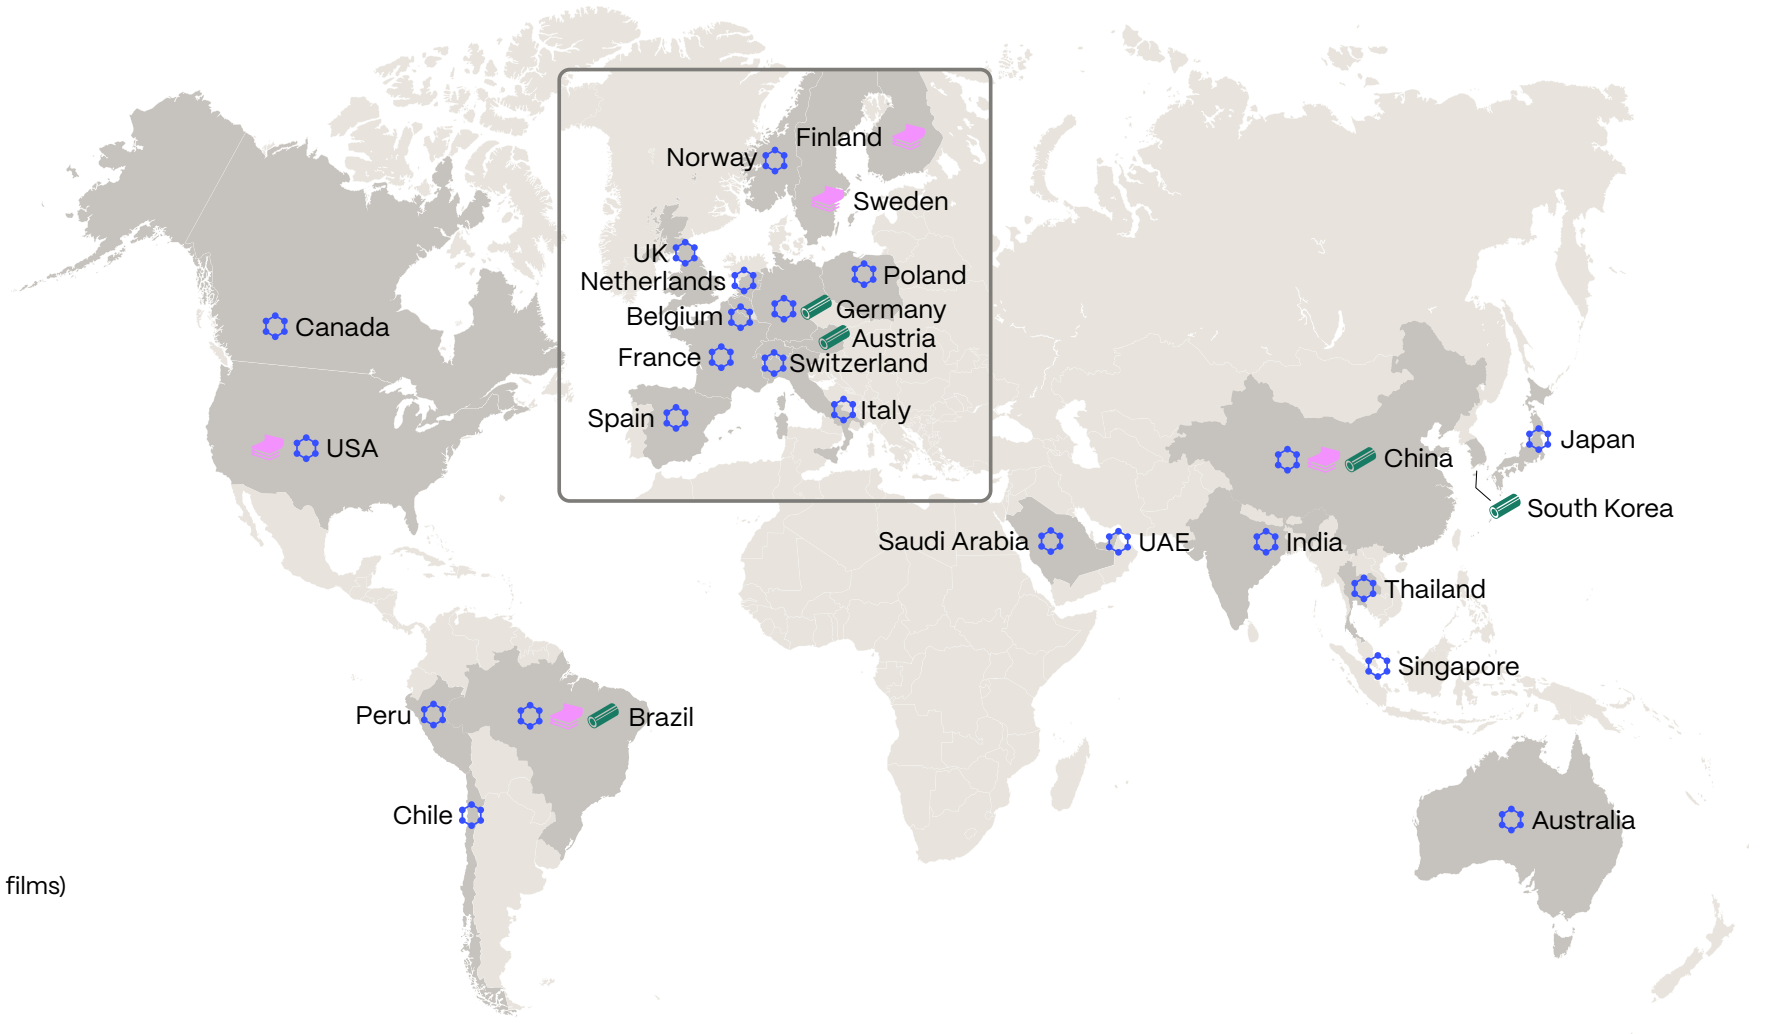 Finland
Norway
Sweden
UK
Netherlands
Poland
Belgium
Germany
Austria
France
Switzerland
Spain
Italy
Canada
USA
China
Japan
South Korea
Saudi Arabia
UAE
India
Thailand
Singapore
Peru
Brazil
Chile
Australia
films)